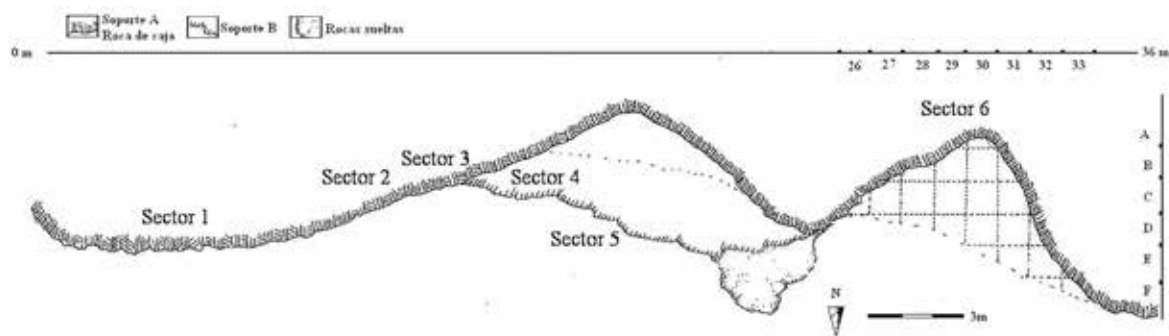 Soporte A
Roca de caja
Soporte B
Rocas sueltas
0 m
36 m
26 27 28 29 30 31 32 33
Sector 6
A
B
C
D
E
F
Sector 3
Sector 2
Sector 4
Sector 1
Sector 5
N
3m